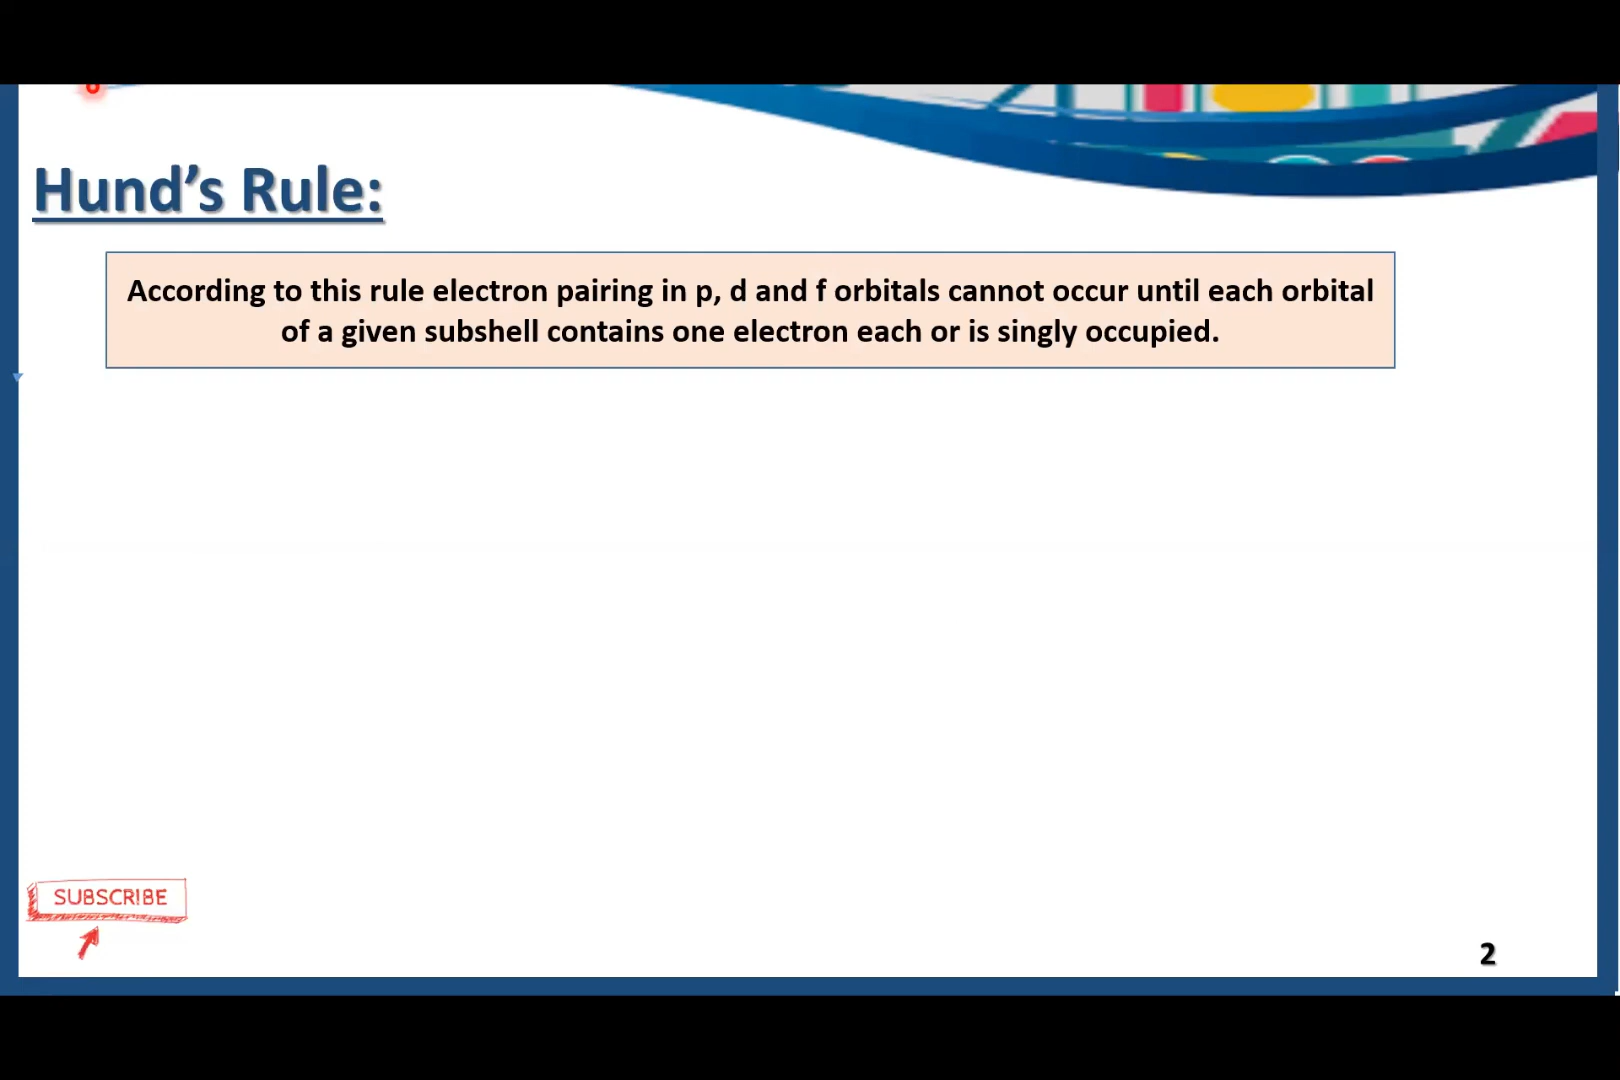 Hund’s Rule:
According to this rule electron pairing in p, d and f orbitals cannot occur until each orbital
of a given subshell contains one electron each or is singly occupied.
SUBSCRIBE
2